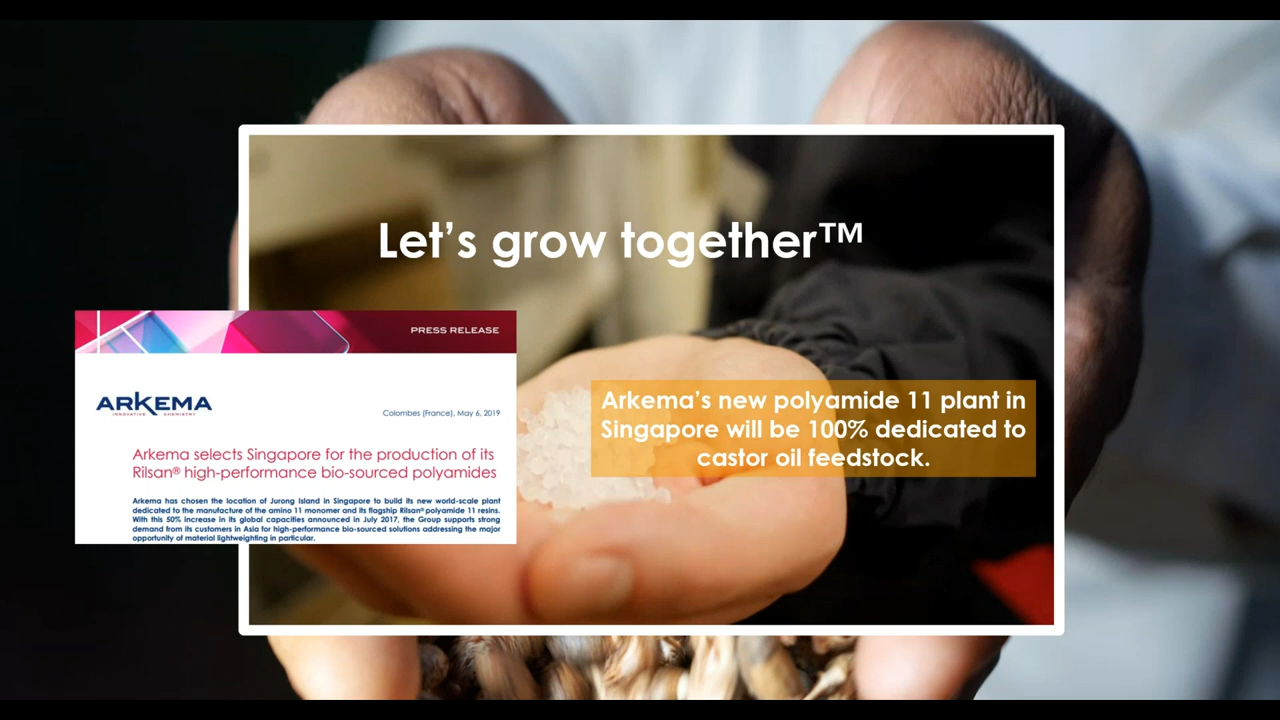 Let's grow together™
PRESS RELEASE
ARKEMA
INNOVATIVE CHEMISTRY
Colombes (France), May 6, 2019
Arkema selects Singapore for the production of its
Rilsan® high-performance bio-sourced polyamides
Arkema has chosen the location of Jurong Island in Singapore to build its new world-scale plant
dedicated to the manufacture of the amino 11 monomer and its flagship Rilsan® polyamide 11 resins.
With this 50% increase in its global capacities announced in July 2017, the Group supports strong
demand from its customers in Asia for high-performance bio-sourced solutions addressing the major
opportunity of material lightweighting in particular.
Arkema's new polyamide 11 plant in
Singapore will be 100% dedicated to
castor oil feedstock.